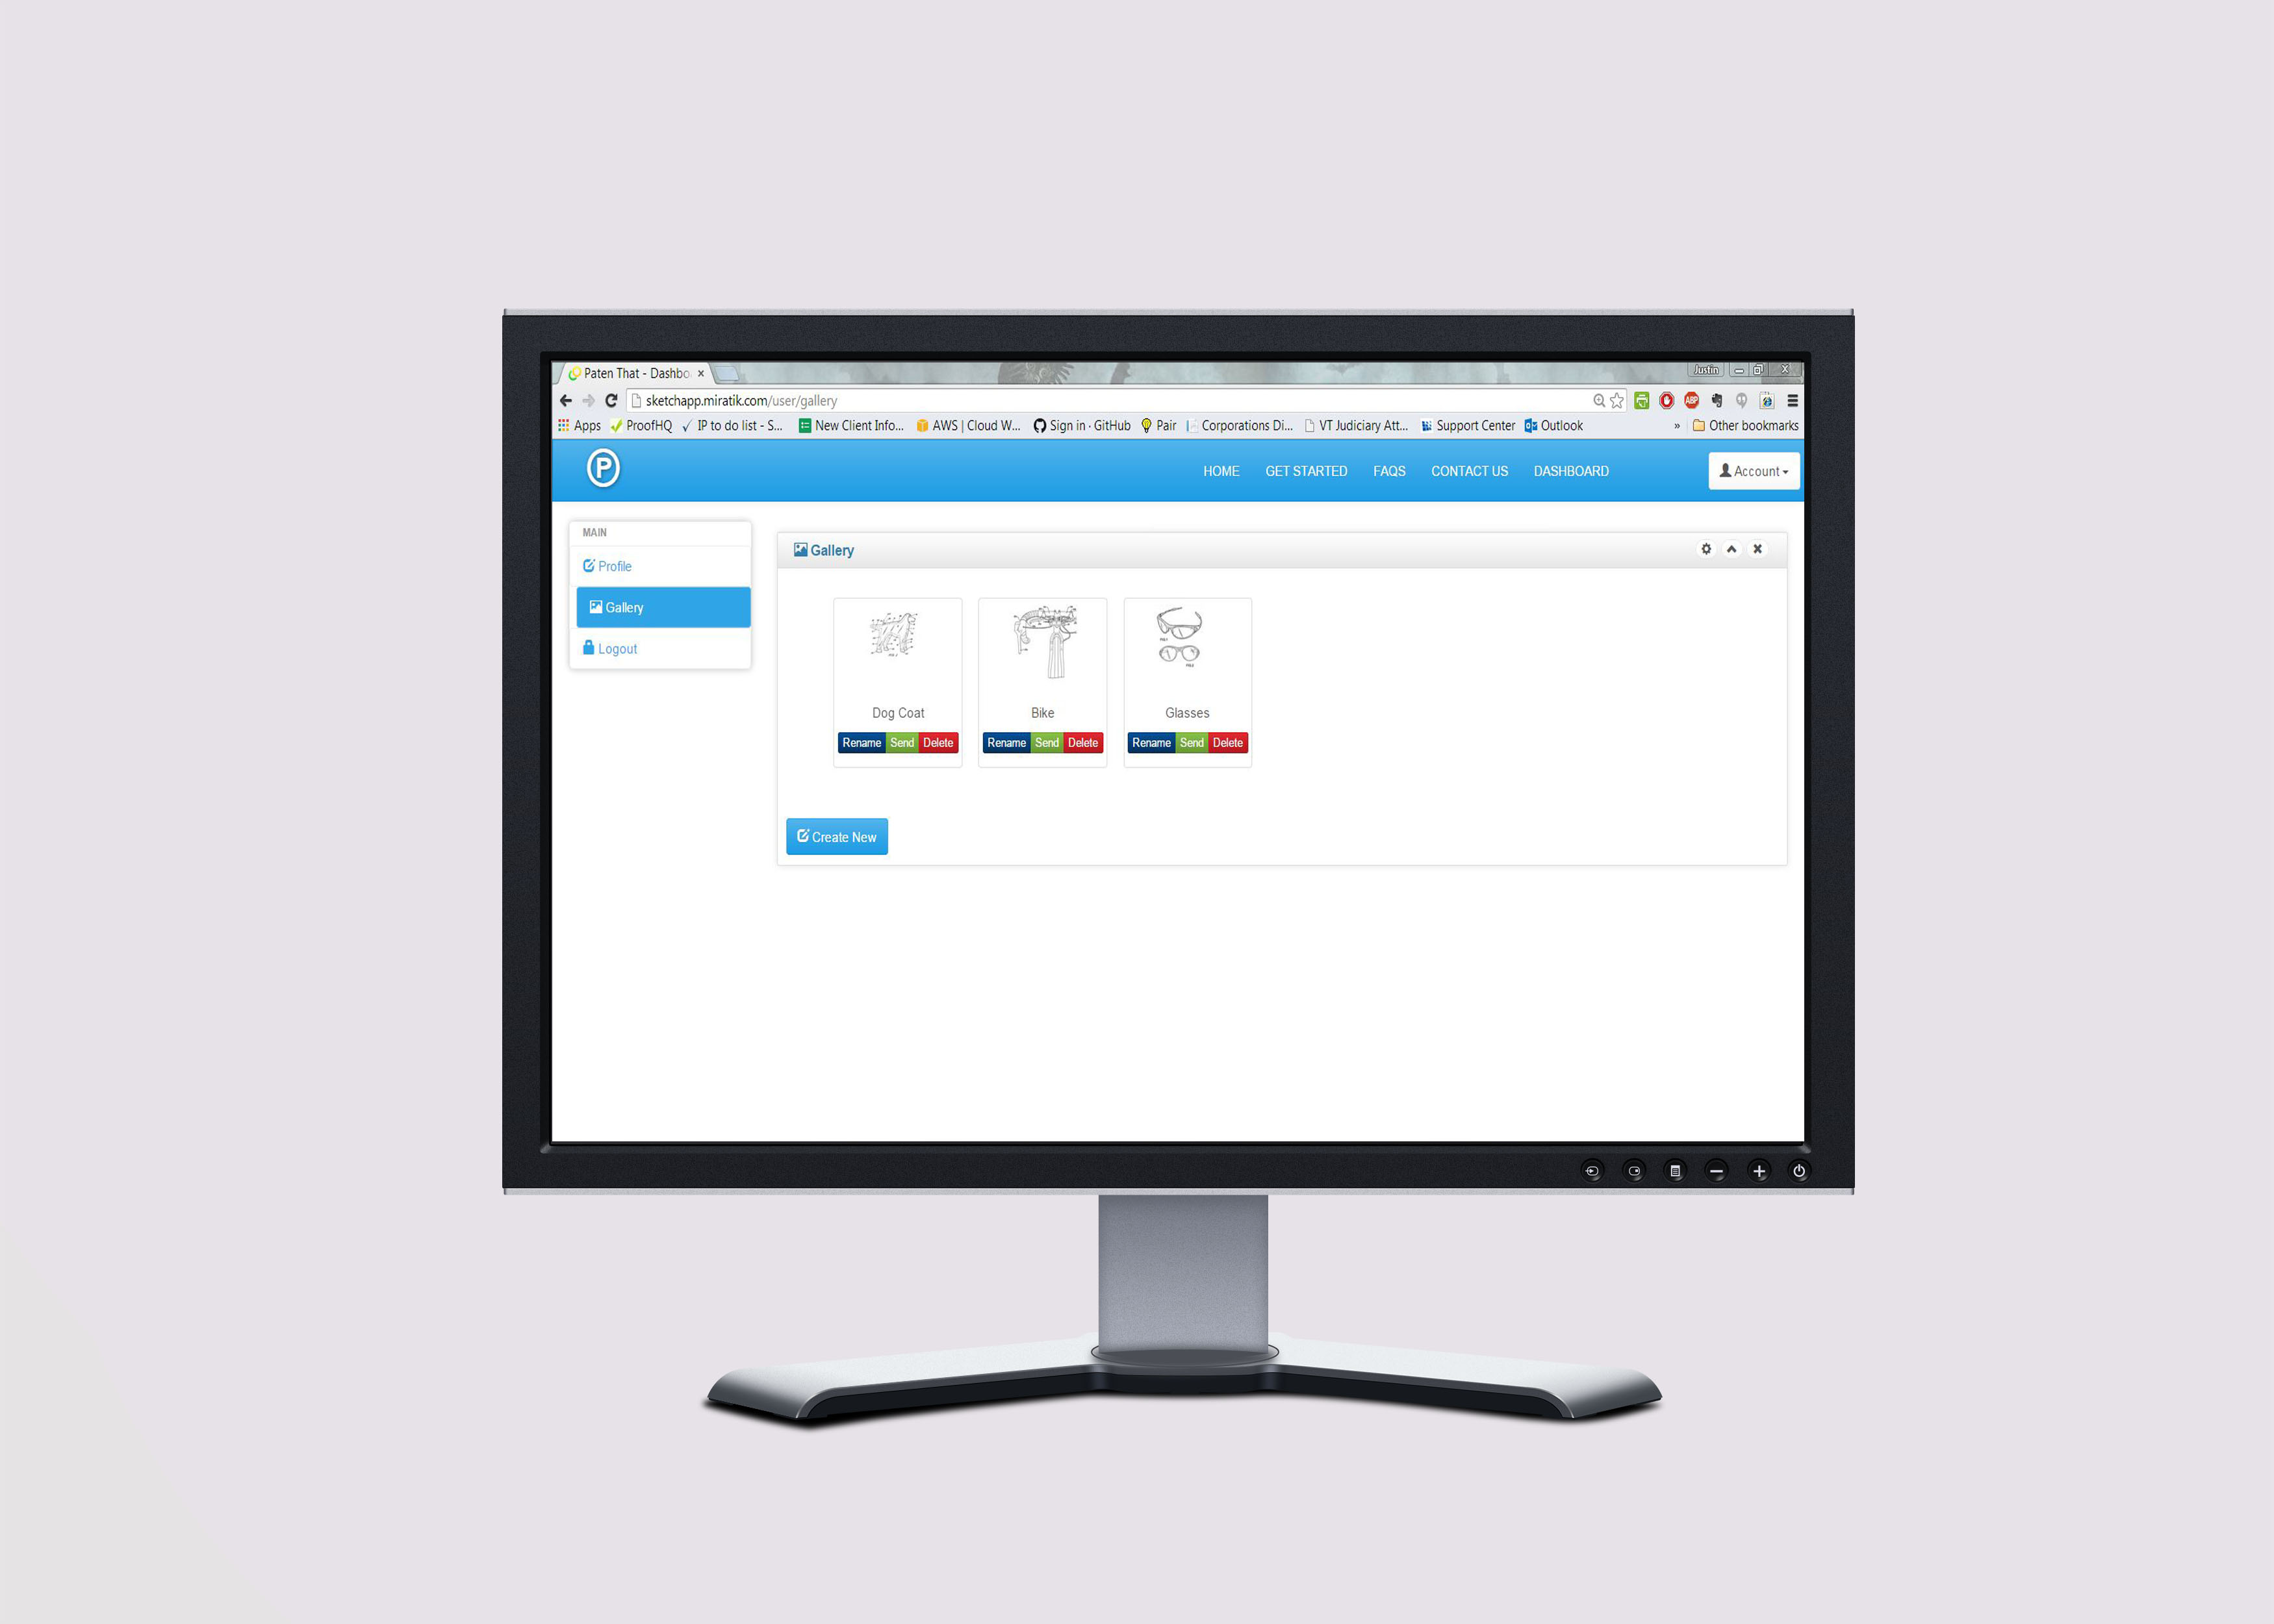 Paten That - Dashbo
Justin
sketchapp.miratik.com/user/gallery
ABP
Apps ProofHQ IP to do list - S... New Client Info... AWS | Cloud W... Sign in · GitHub Pair Corporations Di... VT Judiciary Att... Support Center Outlook » Other bookmarks
P HOME GET STARTED FAQS CONTACT US DASHBOARD Account
MAIN
Profile
Gallery
Logout
Gallery
Dog Coat Bike Glasses
Rename Send Delete Rename Send Delete Rename Send Delete
Create New